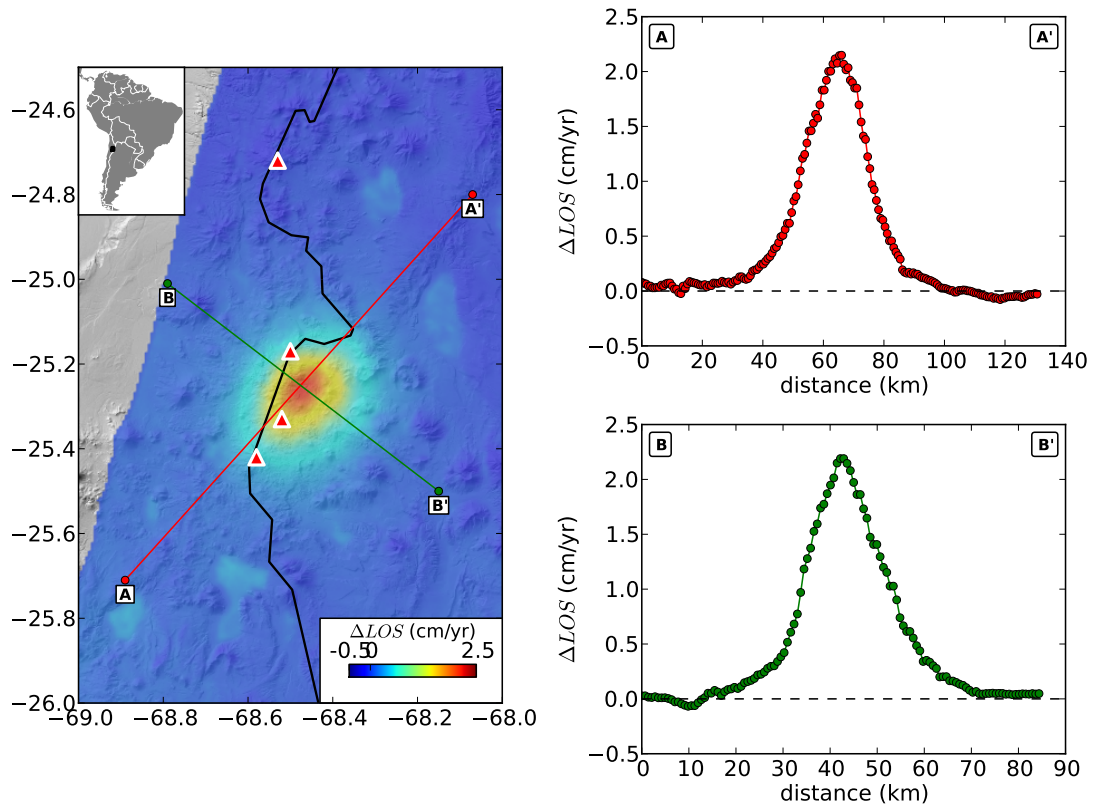 −24.6
−24.8
−25.0
−25.2
−25.4
−25.6
−25.8
−26.0
−69.0 −68.8 −68.6 −68.4 −68.2 −68.0
A'
B
B'
A
ΔLOS (cm/yr)
-0.5 0 2.5
A A'
2.5
2.0
1.5
1.0
0.5
0.0
−0.5
ΔLOS (cm/yr)
0 20 40 60 80 100 120 140
distance (km)
B B'
2.5
2.0
1.5
1.0
0.5
0.0
−0.5
ΔLOS (cm/yr)
0 10 20 30 40 50 60 70 80 90
distance (km)